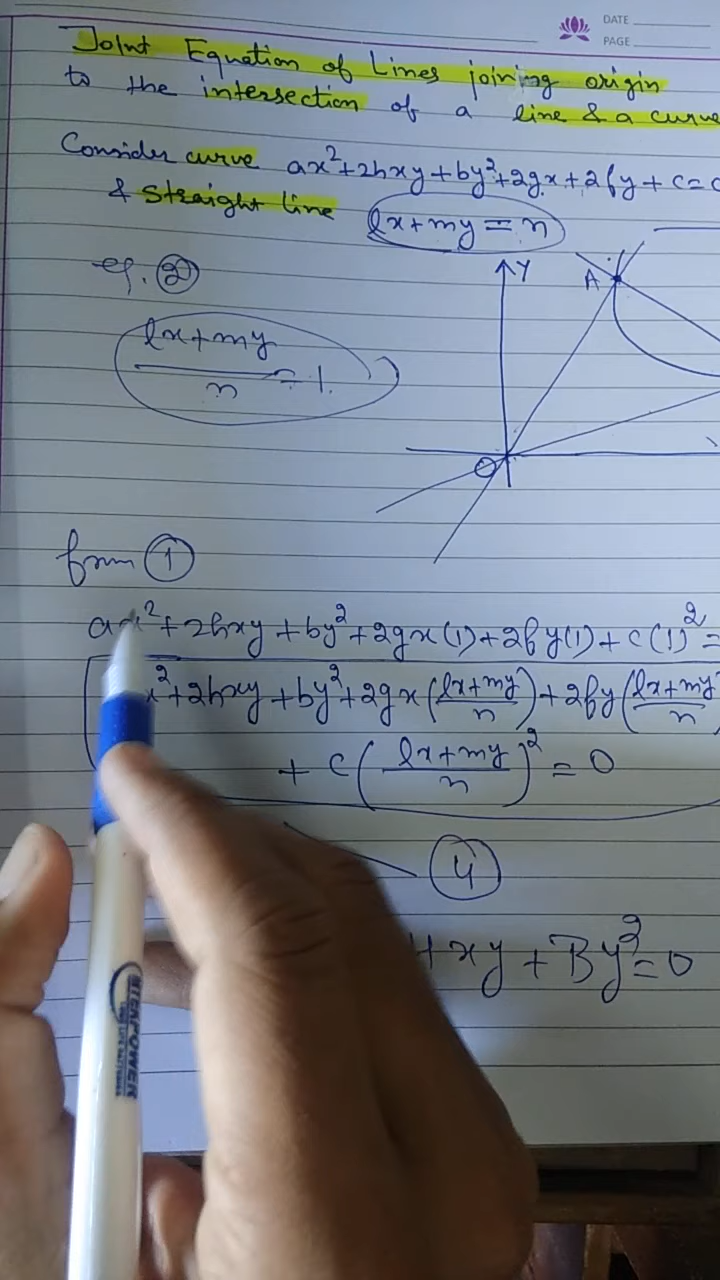 DATE
PAGE
Joint Equation of Lines joining origin
to the intersection of a line & a curve
Consider curve ax²+2hxy+by²+2gx+2fy+c=
& straight line lx+my=n
eq. ②
(lx+my)/n = 1
Y
A
O
from ①
ax²+2hxy+by²+2gx(1)+2fy(1)+c(1)²=
x²+2hxy+by²+2gx((lx+my)/n)+2fy((lx+my)/n)
+ c((lx+my)/n)² = 0
④
xy+By²=0